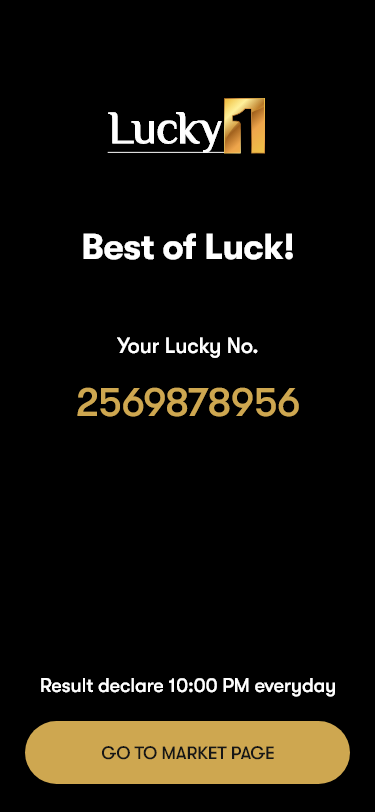 Lucky1
Best of Luck!
Your Lucky No.
2569878956
Result declare 10:00 PM everyday
GO TO MARKET PAGE